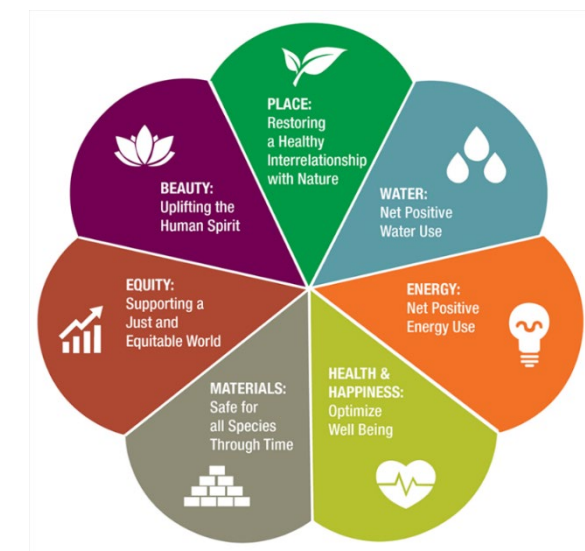 PLACE:
Restoring
a Healthy
Interrelationship
with Nature
WATER:
Net Positive
Water Use
ENERGY:
Net Positive
Energy Use
HEALTH &
HAPPINESS:
Optimize
Well Being
MATERIALS:
Safe for
all Species
Through Time
EQUITY:
Supporting a
Just and
Equitable World
BEAUTY:
Uplifting the
Human Spirit